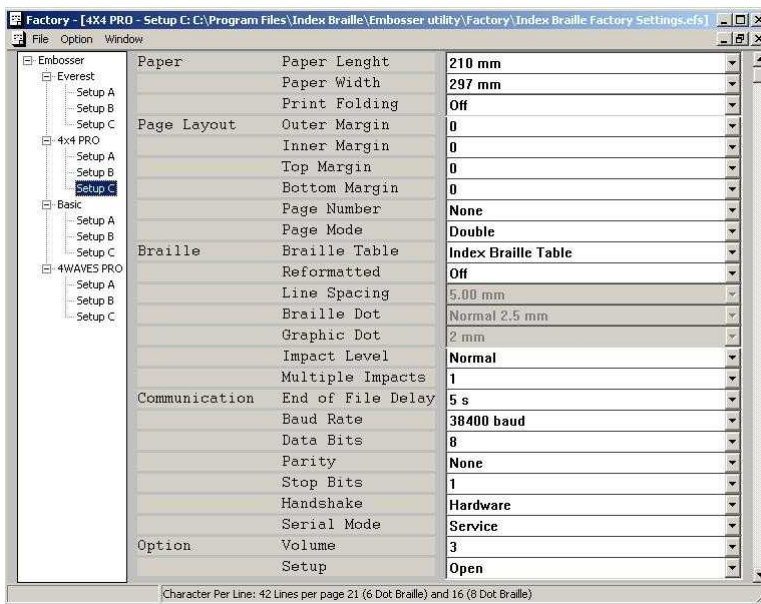 Factory - [4X4 PRO - Setup C: C:\Program Files\Index Braille\Embosser utility\Factory\Index Braille Factory Settings.efs]
File Option Window
Embosser
Everest
Setup A
Setup B
Setup C
4x4 PRO
Setup A
Setup B
Setup C
Basic
Setup A
Setup B
Setup C
4WAVES PRO
Setup A
Setup B
Setup C
Paper Paper Lenght 210 mm
Paper Width 297 mm
Print Folding Off
Page Layout Outer Margin 0
Inner Margin 0
Top Margin 0
Bottom Margin 0
Page Number None
Page Mode Double
Braille Braille Table Index Braille Table
Reformatted Off
Line Spacing 5.00 mm
Braille Dot Normal 2.5 mm
Graphic Dot 2 mm
Impact Level Normal
Multiple Impacts 1
Communication End of File Delay 5 s
Baud Rate 38400 baud
Data Bits 8
Parity None
Stop Bits 1
Handshake Hardware
Serial Mode Service
Option Volume 3
Setup Open
Character Per Line: 42 Lines per page 21 (6 Dot Braille) and 16 (8 Dot Braille)